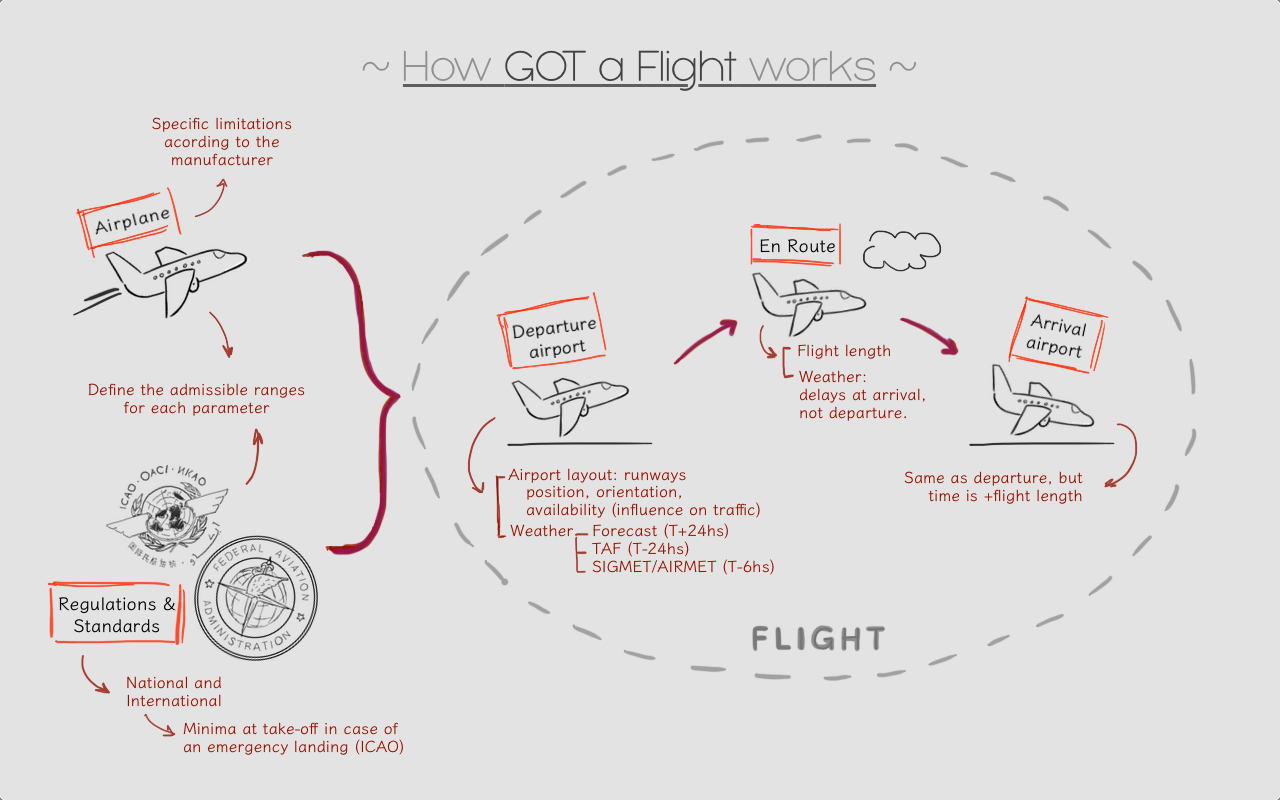 ~ How GOT a Flight works ~
Specific limitations
acording to the
manufacturer
Airplane
Define the admissible ranges
for each parameter
ICAO · OACI · ИКАО
FEDERAL AVIATION
ADMINISTRATION
Regulations &
Standards
National and
International
Minima at take-off in case of
an emergency landing (ICAO)
Departure
airport
Airport layout: runways
position, orientation,
availability (influence on traffic)
Weather
Forecast (T+24hs)
TAF (T-24hs)
SIGMET/AIRMET (T-6hs)
En Route
Flight length
Weather:
delays at arrival,
not departure.
Arrival
airport
Same as departure, but
time is +flight length
FLIGHT